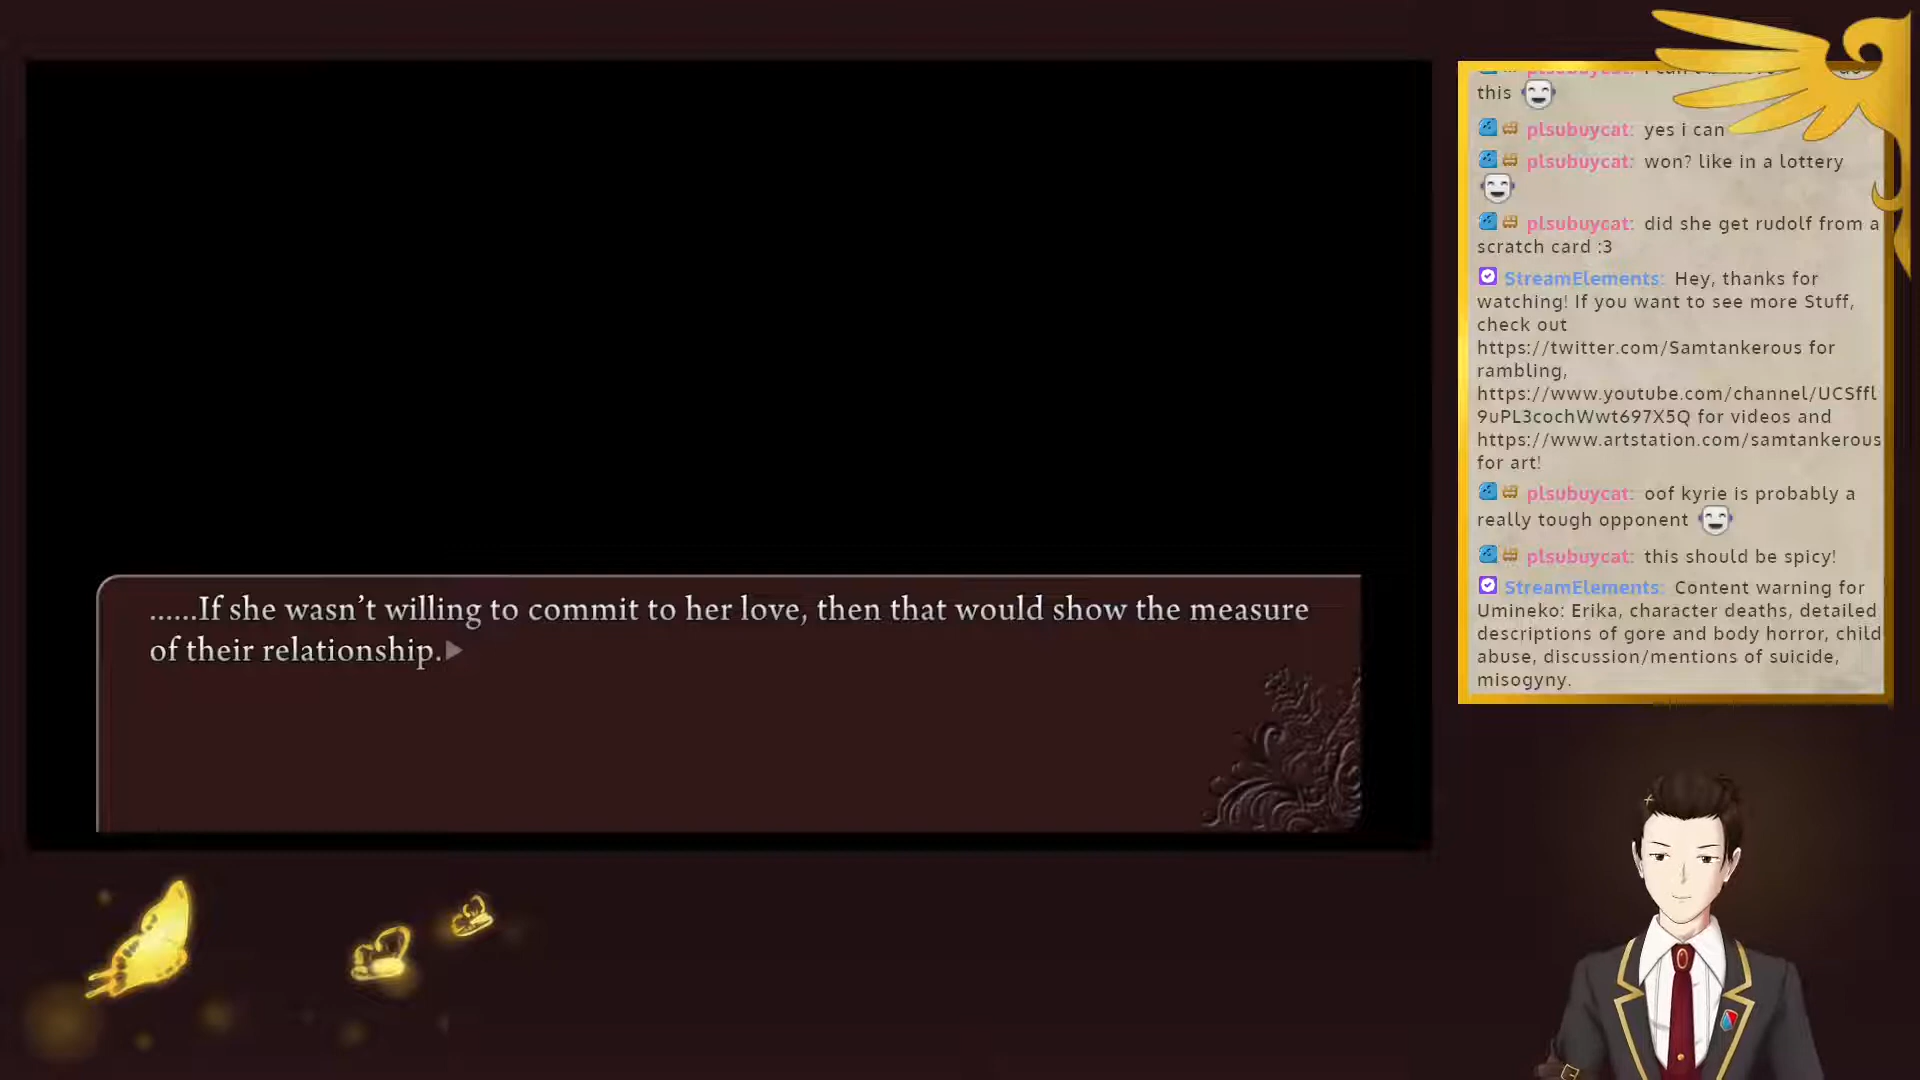 ......If she wasn't willing to commit to her love, then that would show the measure
of their relationship.
this
plsubuycat: yes i can
plsubuycat: won? like in a lottery
plsubuycat: did she get rudolf from a
scratch card :3
StreamElements: Hey, thanks for
watching! If you want to see more Stuff,
check out
https://twitter.com/Samtankerous for
rambling,
https://www.youtube.com/channel/UCSffl
9uPL3cochWwt697X5Q for videos and
https://www.artstation.com/samtankerous
for art!
plsubuycat: oof kyrie is probably a
really tough opponent
plsubuycat: this should be spicy!
StreamElements: Content warning for
Umineko: Erika, character deaths, detailed
descriptions of gore and body horror, child
abuse, discussion/mentions of suicide,
misogyny.